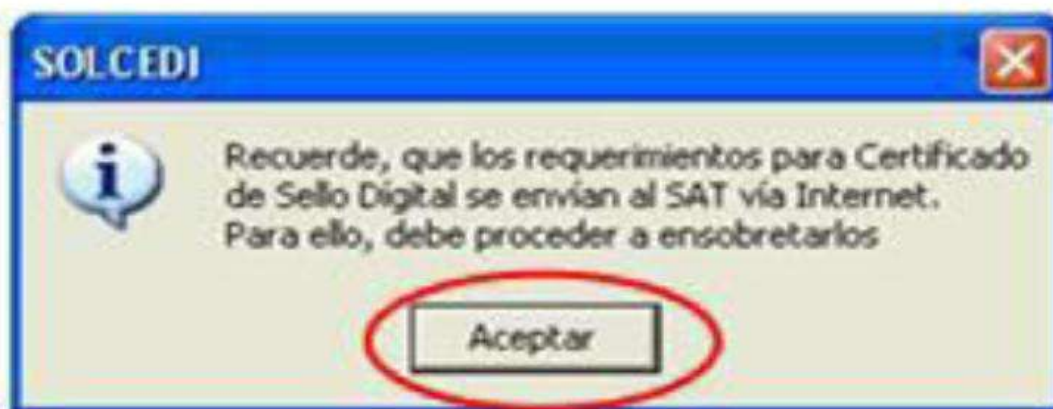 SOLCEDI
Recuerde, que los requerimientos para Certificado
de Sello Digital se envían al SAT vía Internet.
Para ello, debe proceder a ensobretarlos
Aceptar